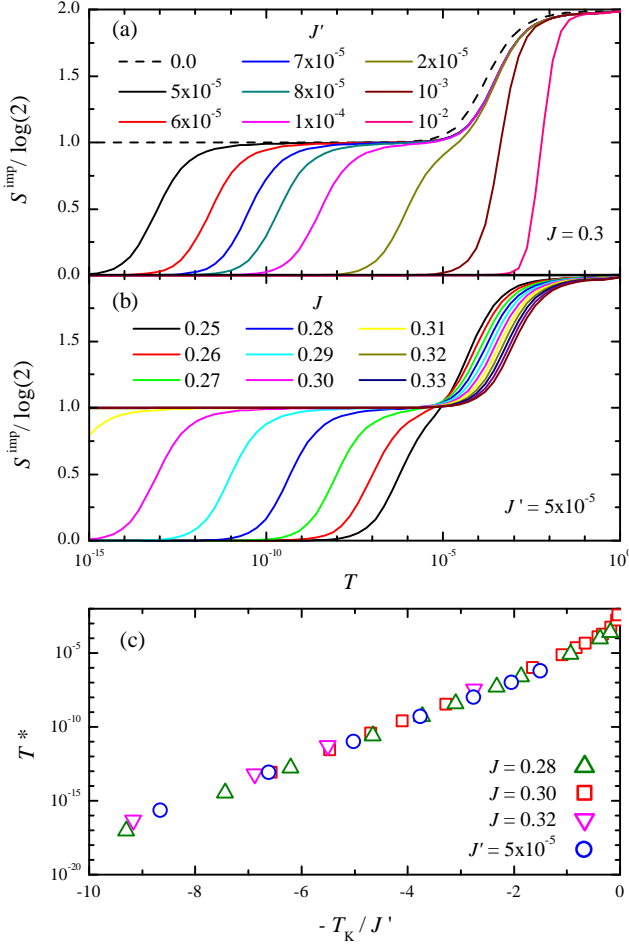 (a)
J'
0.0
7x10⁻⁵
2x10⁻⁵
5x10⁻⁵
8x10⁻⁵
10⁻³
6x10⁻⁵
1x10⁻⁴
10⁻²
J = 0.3
2.0
1.5
1.0
0.5
2.0
S^imp / log(2)
(b)
J
0.25
0.28
0.31
0.26
0.29
0.32
0.27
0.30
0.33
J' = 5x10⁻⁵
1.5
1.0
0.5
0.0
S^imp / log(2)
10⁻¹⁵
10⁻¹⁰
10⁻⁵
10⁰
T
(c)
10⁻⁵
10⁻¹⁰
10⁻¹⁵
10⁻²⁰
T *
J = 0.28
J = 0.30
J = 0.32
J' = 5x10⁻⁵
-10
-8
-6
-4
-2
0
- T_K / J'